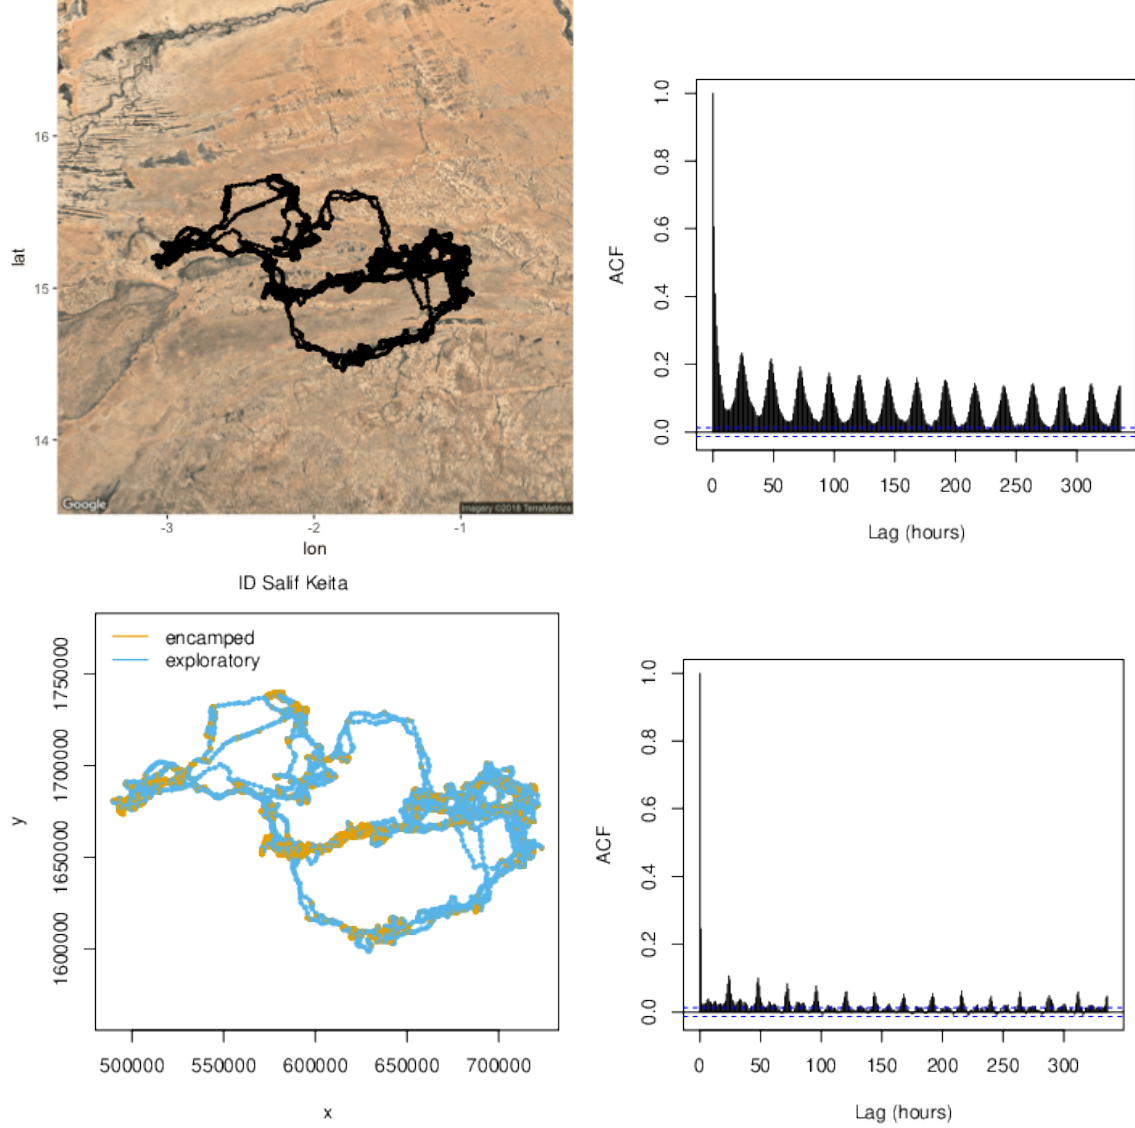 16
15
14
lat
-3
-2
-1
lon
Google
Imagery ©2018 TerraMetrics
1.0
0.8
0.6
0.4
0.2
0.0
ACF
0 50 100 150 200 250 300
Lag (hours)
ID Salif Keita
encamped
exploratory
1750000
1700000
1650000
1600000
y
500000 550000 600000 650000 700000
x
1.0
0.8
0.6
0.4
0.2
0.0
ACF
0 50 100 150 200 250 300
Lag (hours)